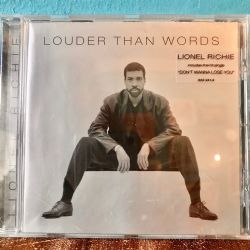 LOUDER THAN WORDS
LIONEL RICHIE
includes the hit single
"DON'T WANNA LOSE YOU"
LIONEL RICHIE